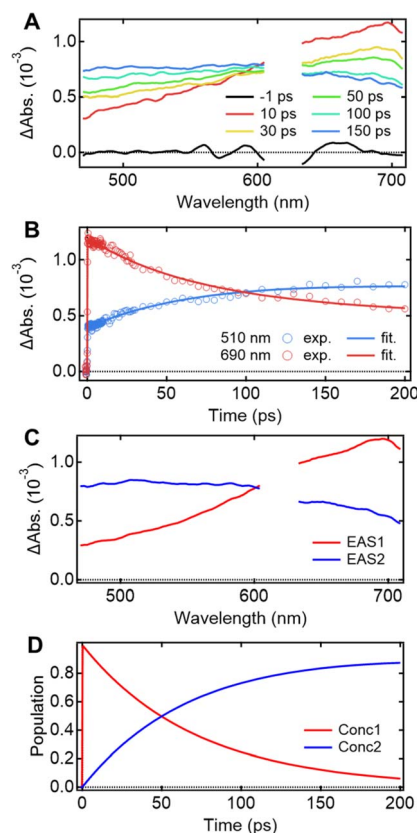 A
ΔAbs. (10⁻³)
1.0
0.5
0.0
-1 ps
50 ps
10 ps
100 ps
30 ps
150 ps
500
600
700
Wavelength (nm)
B
ΔAbs. (10⁻³)
1.2
0.8
0.4
0.0
510 nm exp. fit.
690 nm exp. fit.
0
50
100
150
200
Time (ps)
C
ΔAbs. (10⁻³)
1.0
0.5
0.0
EAS1
EAS2
500
600
700
Wavelength (nm)
D
Population
0.8
0.6
0.4
0.2
0.0
Conc1
Conc2
0
50
100
150
200
Time (ps)